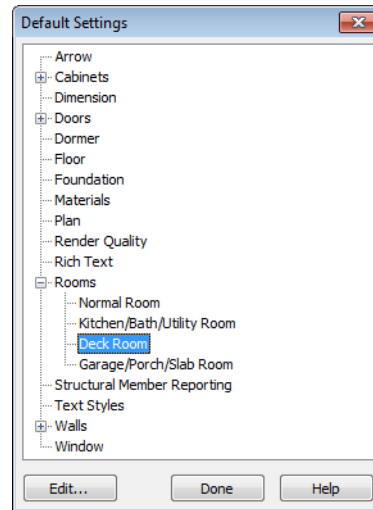 Default Settings
Arrow
Cabinets
Dimension
Doors
Dormer
Floor
Foundation
Materials
Plan
Render Quality
Rich Text
Rooms
Normal Room
Kitchen/Bath/Utility Room
Deck Room
Garage/Porch/Slab Room
Structural Member Reporting
Text Styles
Walls
Window
Edit... Done Help